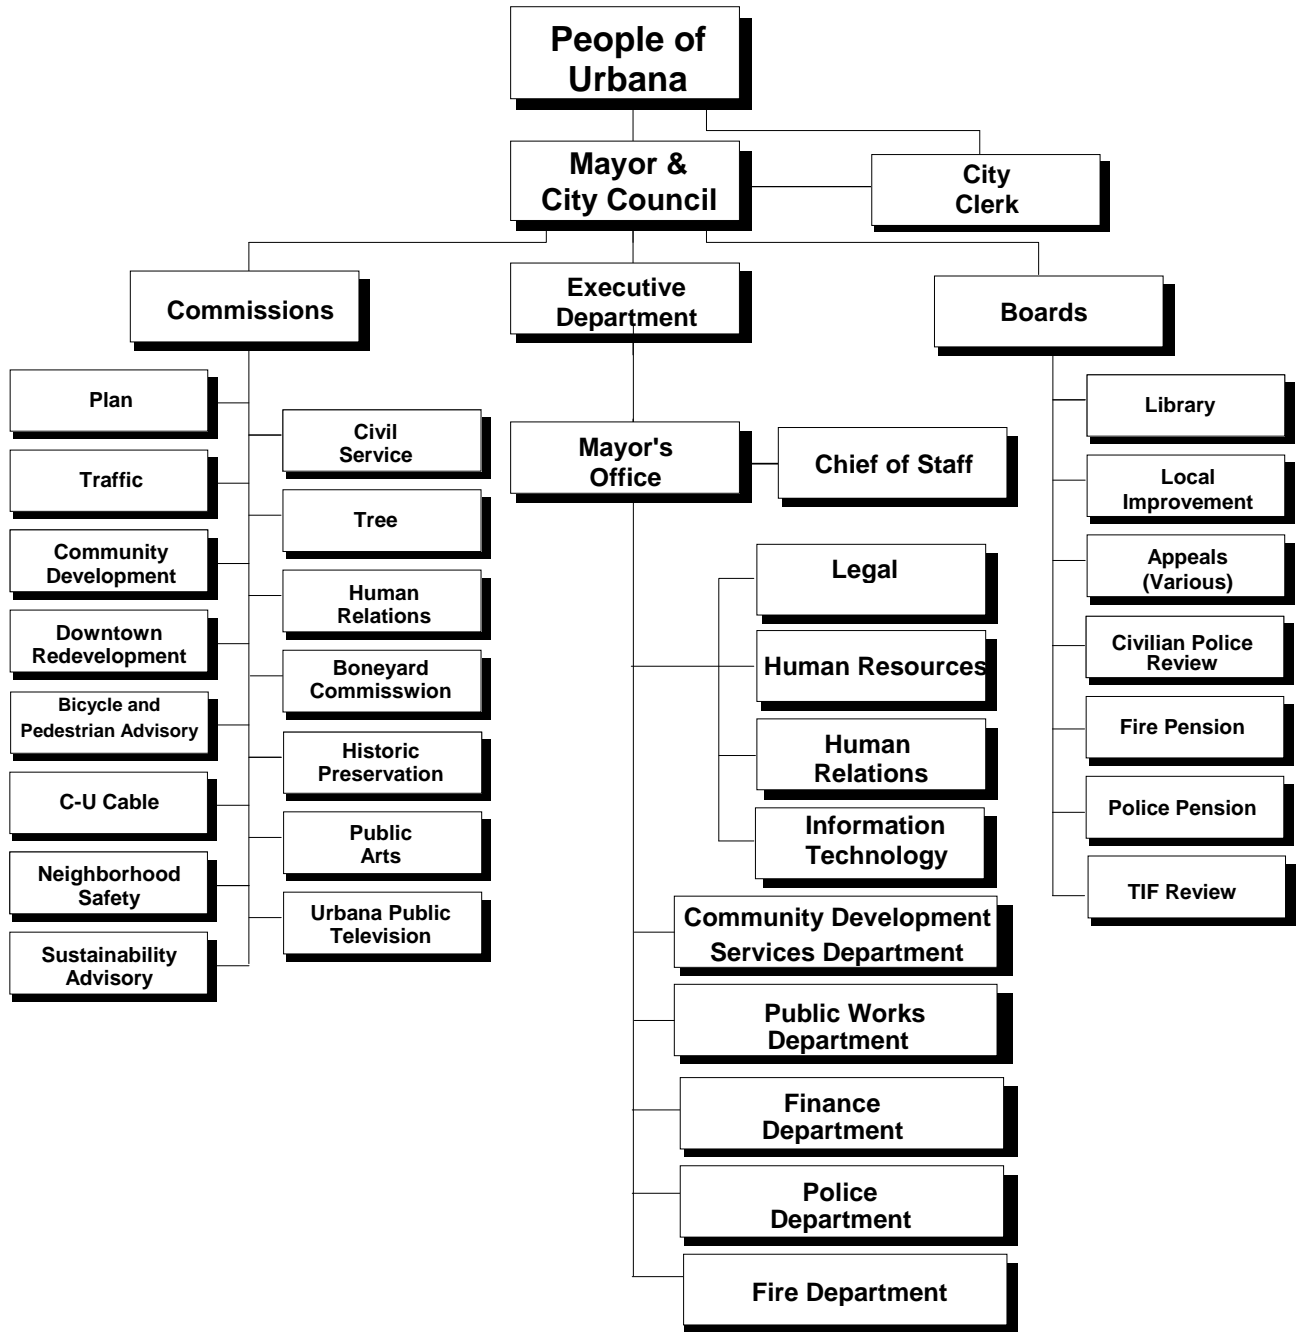 People of
Urbana
Mayor &
City Council
City
Clerk
Commissions
Executive
Department
Boards
Plan
Traffic
Community
Development
Downtown
Redevelopment
Bicycle and
Pedestrian Advisory
C-U Cable
Neighborhood
Safety
Sustainability
Advisory
Civil
Service
Tree
Human
Relations
Boneyard
Commisswion
Historic
Preservation
Public
Arts
Urbana Public
Television
Mayor's
Office
Chief of Staff
Legal
Human Resources
Human
Relations
Information
Technology
Community Development
Services Department
Public Works
Department
Finance
Department
Police
Department
Fire Department
Library
Local
Improvement
Appeals
(Various)
Civilian Police
Review
Fire Pension
Police Pension
TIF Review